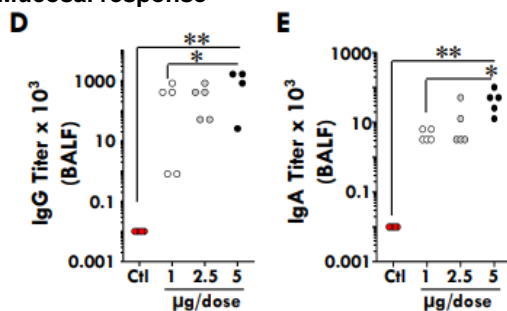 Mucosal response
D
**
*
IgG Titer x 10³
(BALF)
1000
10
0.1
0.001
Ctl 1 2.5 5
µg/dose
E
**
*
IgA Titer x 10³
(BALF)
1000
10
0.1
0.001
Ctl 1 2.5 5
µg/dose